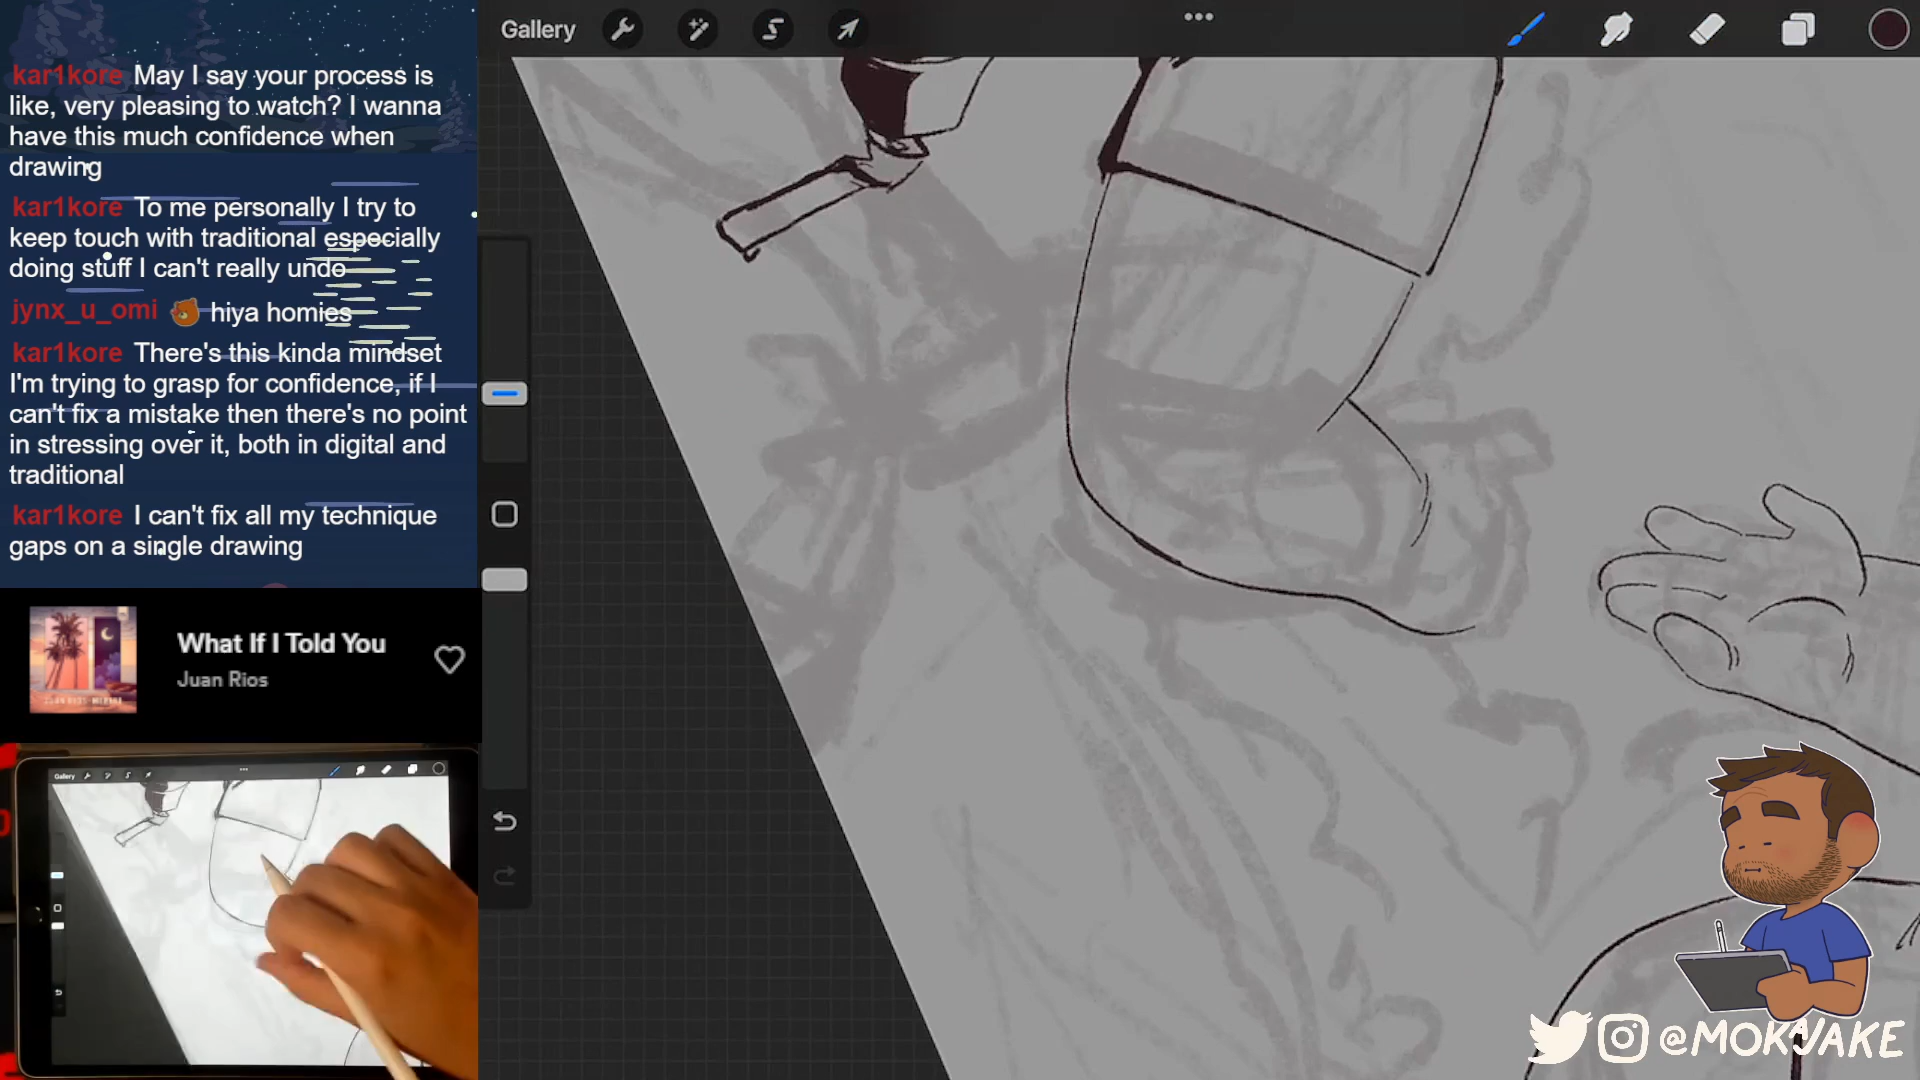 kar1kore May I say your process is
like, very pleasing to watch? I wanna
have this much confidence when
drawing
kar1kore To me personally I try to
keep touch with traditional especially
doing stuff I can't really undo
jynx_u_omi hiya homies
kar1kore There's this kinda mindset
I'm trying to grasp for confidence, if I
can't fix a mistake then there's no point
in stressing over it, both in digital and
traditional
kar1kore I can't fix all my technique
gaps on a single drawing
What If I Told You
Juan Rios
Gallery
Gallery
@MOKAJAKE